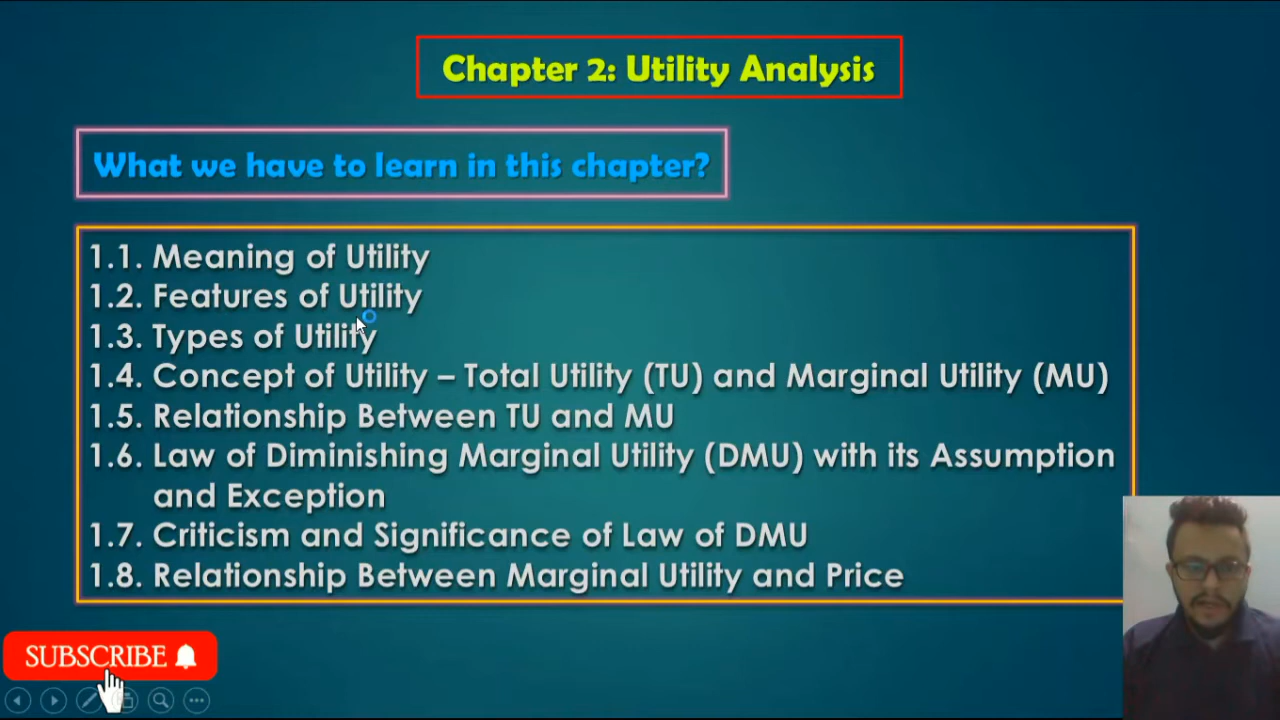 Chapter 2: Utility Analysis
What we have to learn in this chapter?
1.1. Meaning of Utility
1.2. Features of Utility
1.3. Types of Utility
1.4. Concept of Utility – Total Utility (TU) and Marginal Utility (MU)
1.5. Relationship Between TU and MU
1.6. Law of Diminishing Marginal Utility (DMU) with its Assumption
and Exception
1.7. Criticism and Significance of Law of DMU
1.8. Relationship Between Marginal Utility and Price
SUBSCRIBE